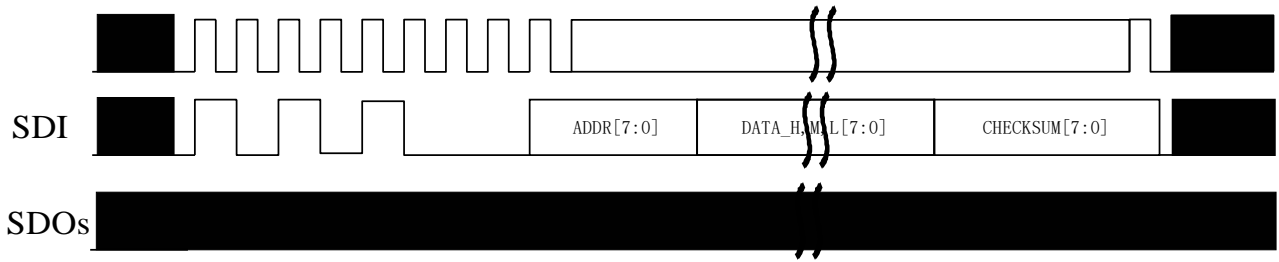 SDI
ADDR[7:0]
DATA_H,M,L[7:0]
CHECKSUM[7:0]
SDOs